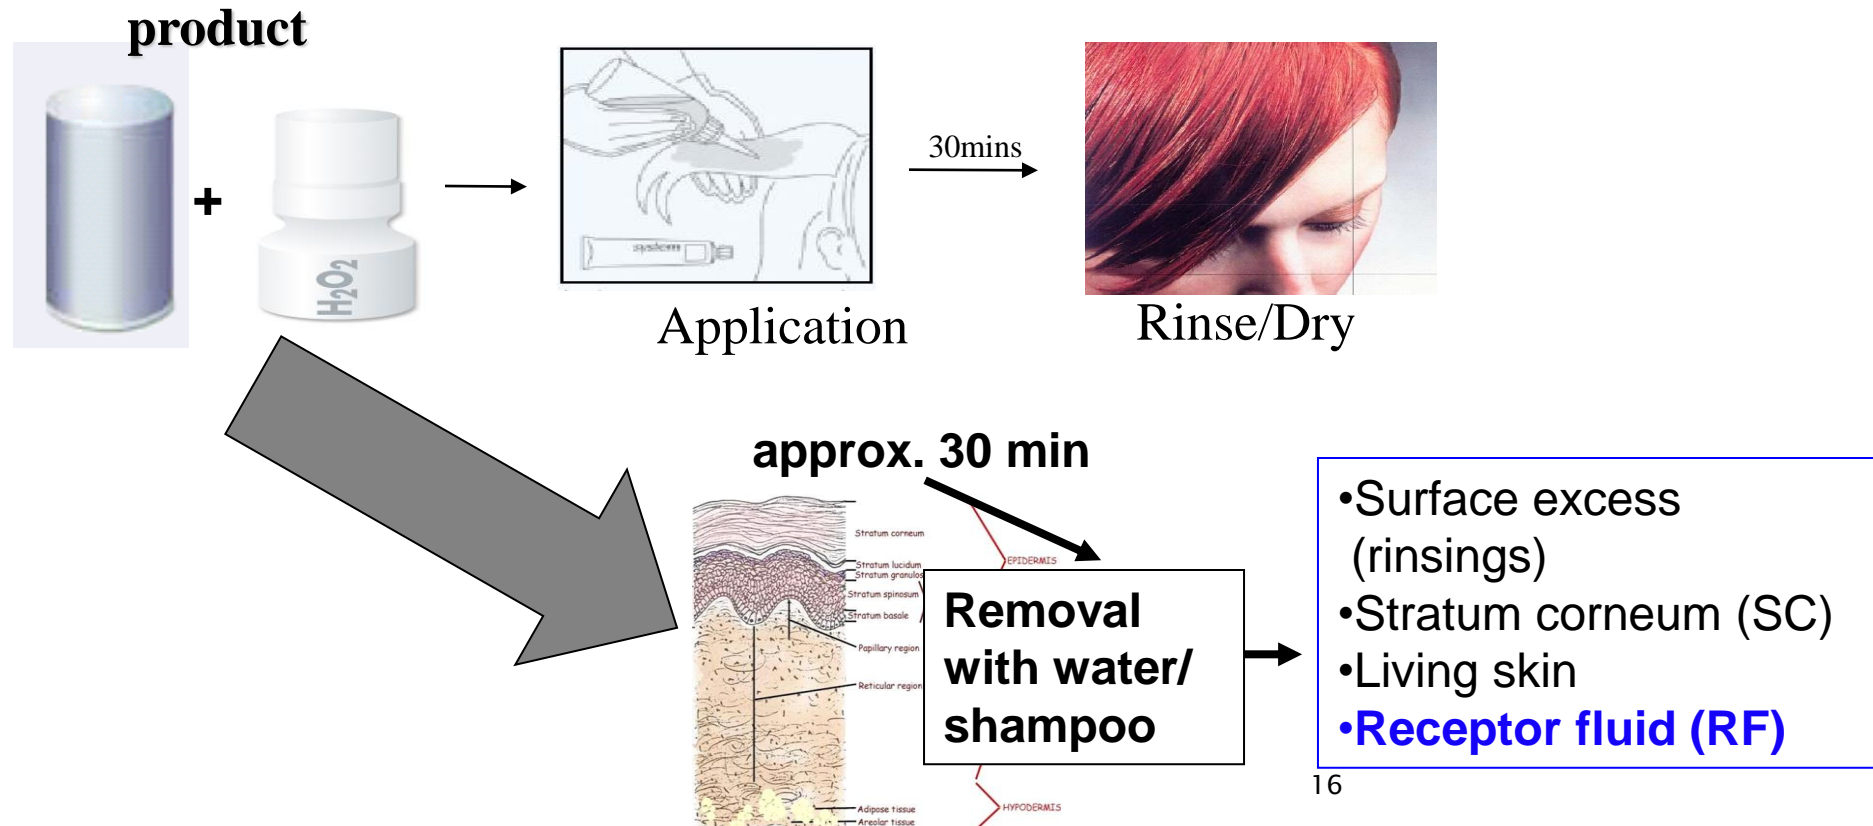 product
+
H2O2
system
30mins
Application
Rinse/Dry
approx. 30 min
Stratum corneum
Stratum lucidum
Stratum granulos
Stratum spinosum
Stratum basale
Papillary region
Reticular region
Adipose tissue
Areolar tissue
EPIDERMIS
HYPODERMIS
Removal
with water/
shampoo
•Surface excess
(rinsings)
•Stratum corneum (SC)
•Living skin
•Receptor fluid (RF)
16